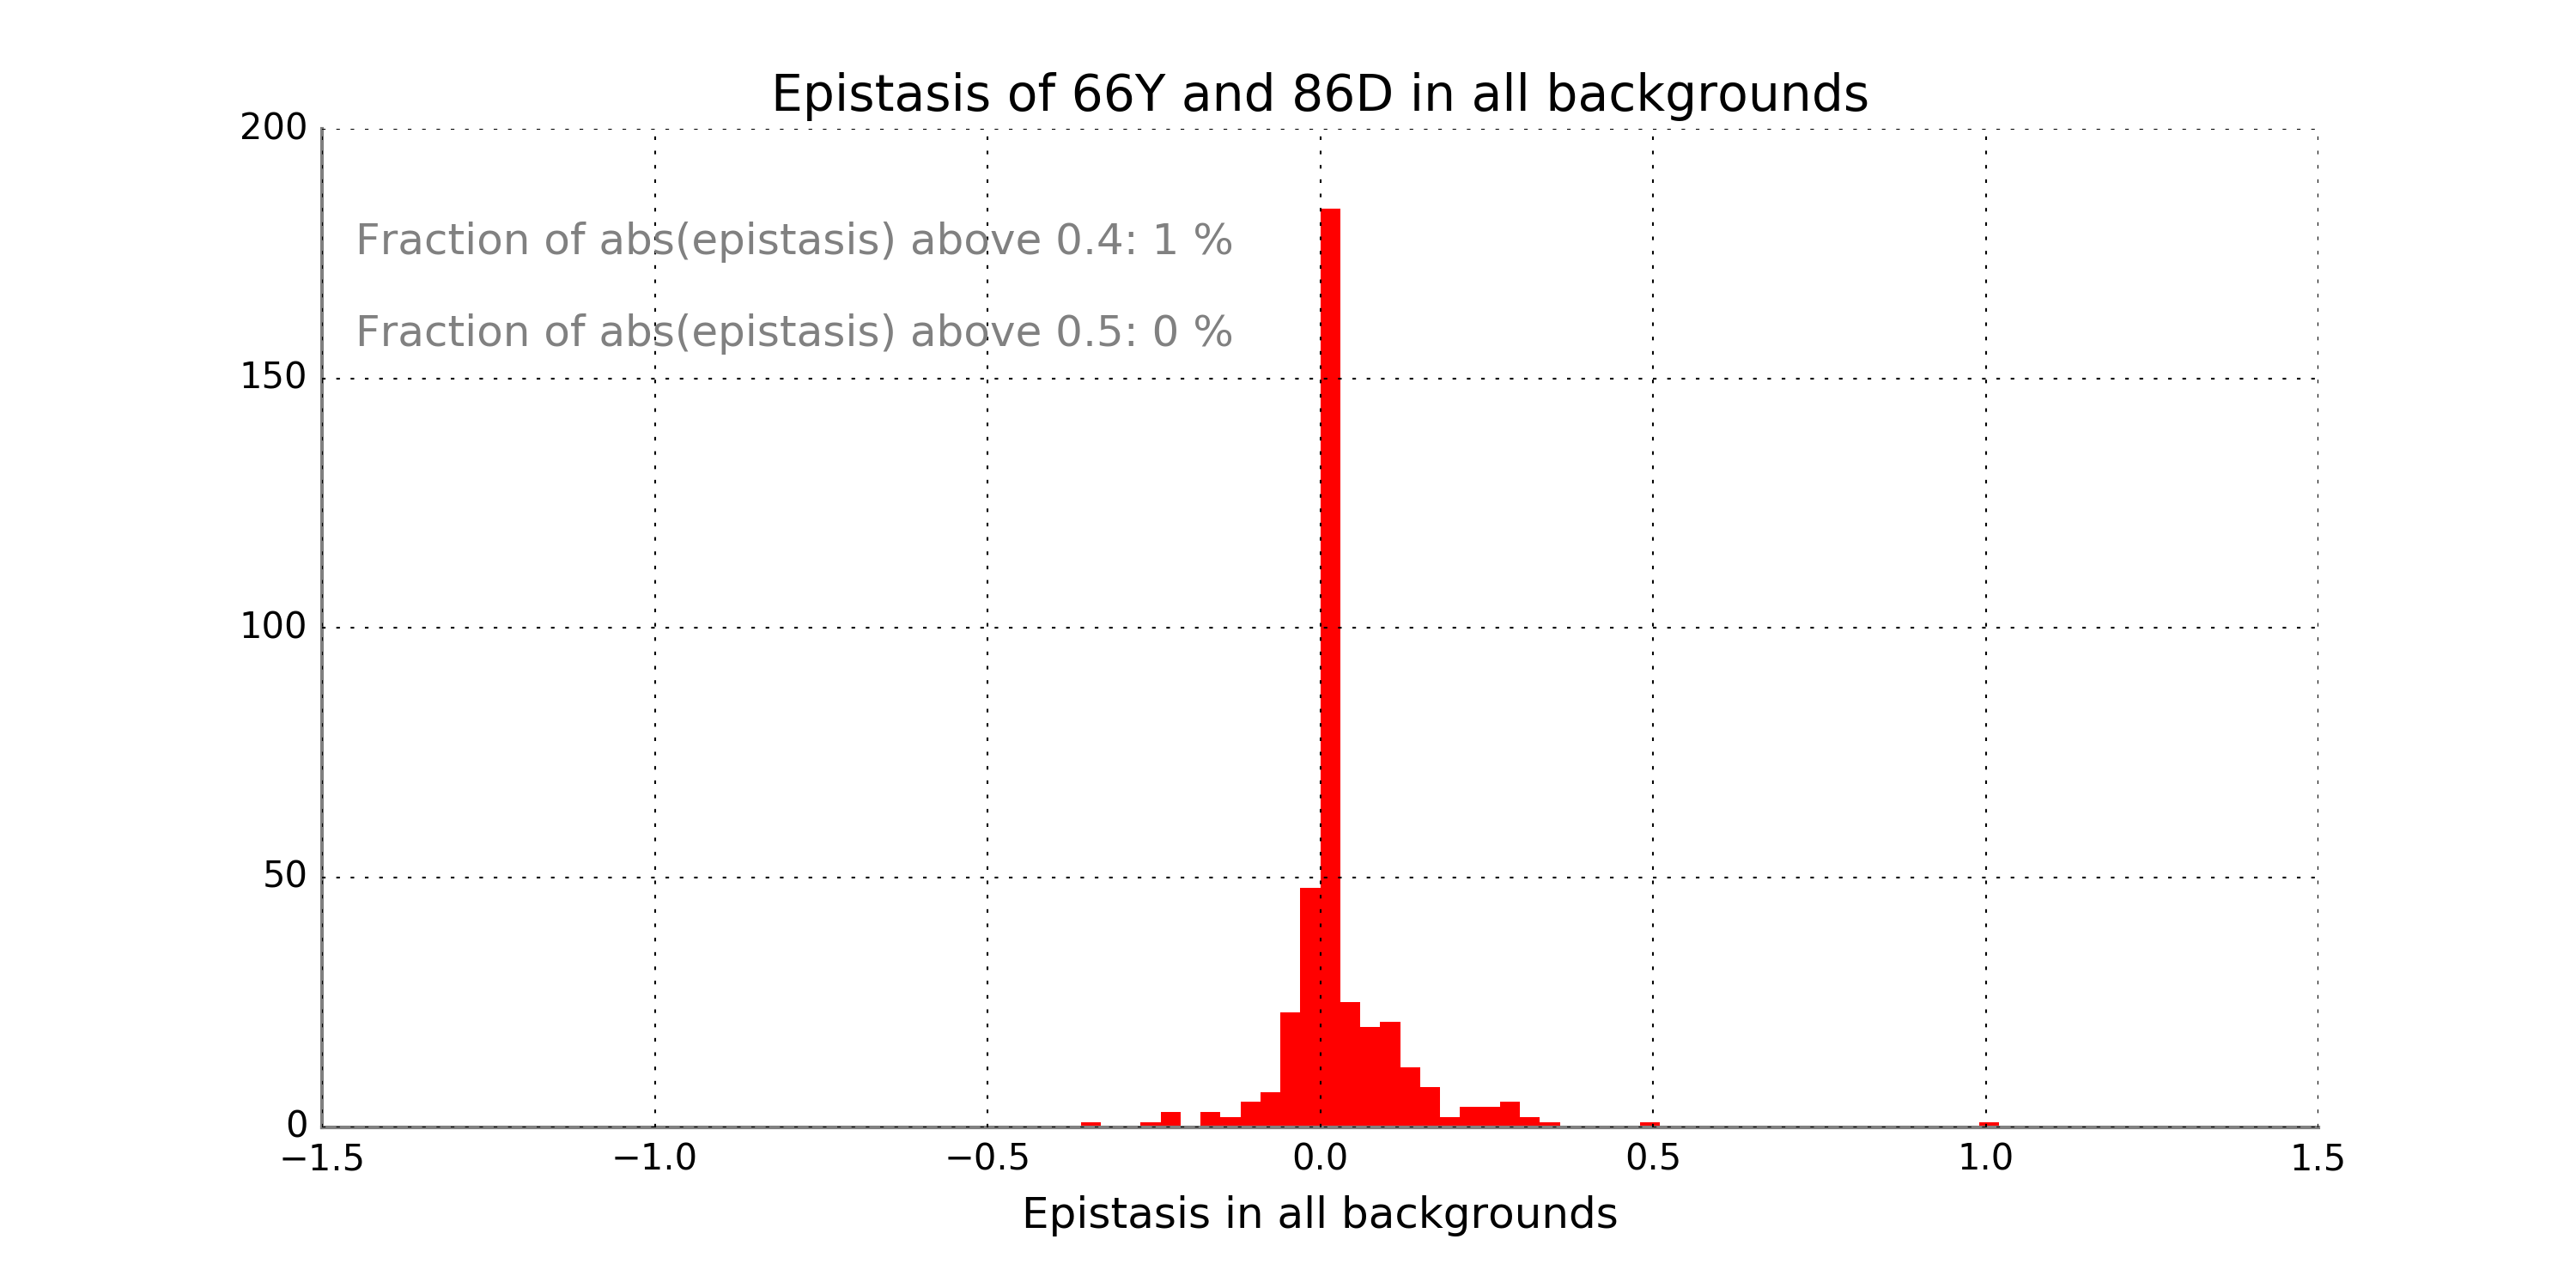 Epistasis of 66Y and 86D in all backgrounds
200
Fraction of abs(epistasis) above 0.4: 1 %
Fraction of abs(epistasis) above 0.5: 0 %
150
100
50
0
−1.5 −1.0 −0.5 0.0 0.5 1.0 1.5
Epistasis in all backgrounds